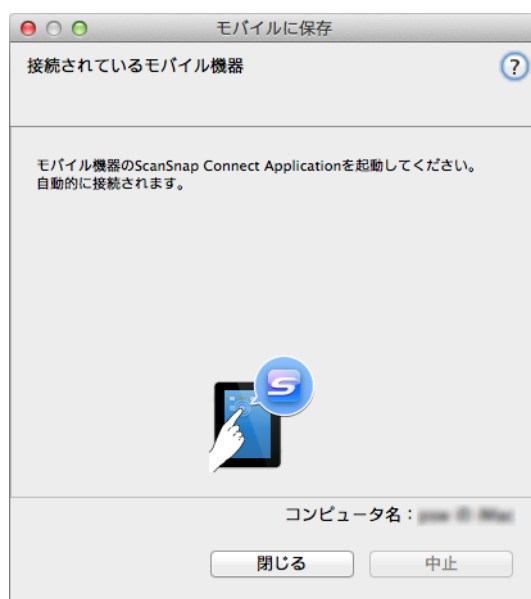 モバイルに保存
接続されているモバイル機器
?
モバイル機器のScanSnap Connect Applicationを起動してください。
自動的に接続されます。
S
コンピュータ名：
閉じる
中止